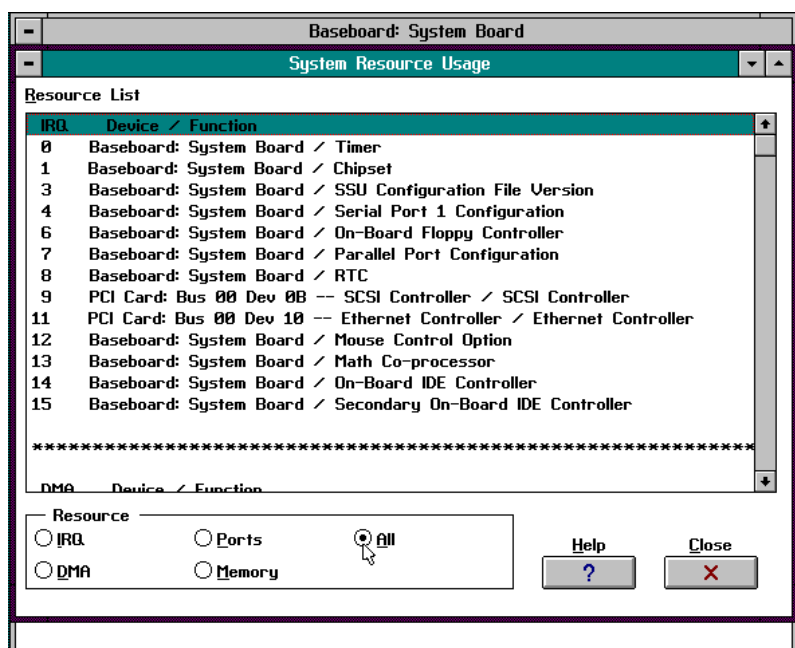 Baseboard: System Board
System Resource Usage
Resource List
IRQ Device / Function
0 Baseboard: System Board / Timer
1 Baseboard: System Board / Chipset
3 Baseboard: System Board / SSU Configuration File Version
4 Baseboard: System Board / Serial Port 1 Configuration
6 Baseboard: System Board / On-Board Floppy Controller
7 Baseboard: System Board / Parallel Port Configuration
8 Baseboard: System Board / RTC
9 PCI Card: Bus 00 Dev 0B -- SCSI Controller / SCSI Controller
11 PCI Card: Bus 00 Dev 10 -- Ethernet Controller / Ethernet Controller
12 Baseboard: System Board / Mouse Control Option
13 Baseboard: System Board / Math Co-processor
14 Baseboard: System Board / On-Board IDE Controller
15 Baseboard: System Board / Secondary On-Board IDE Controller
***********************************************************
DMA Device / Function
Resource
IRQ Ports All
DMA Memory
Help Close
?